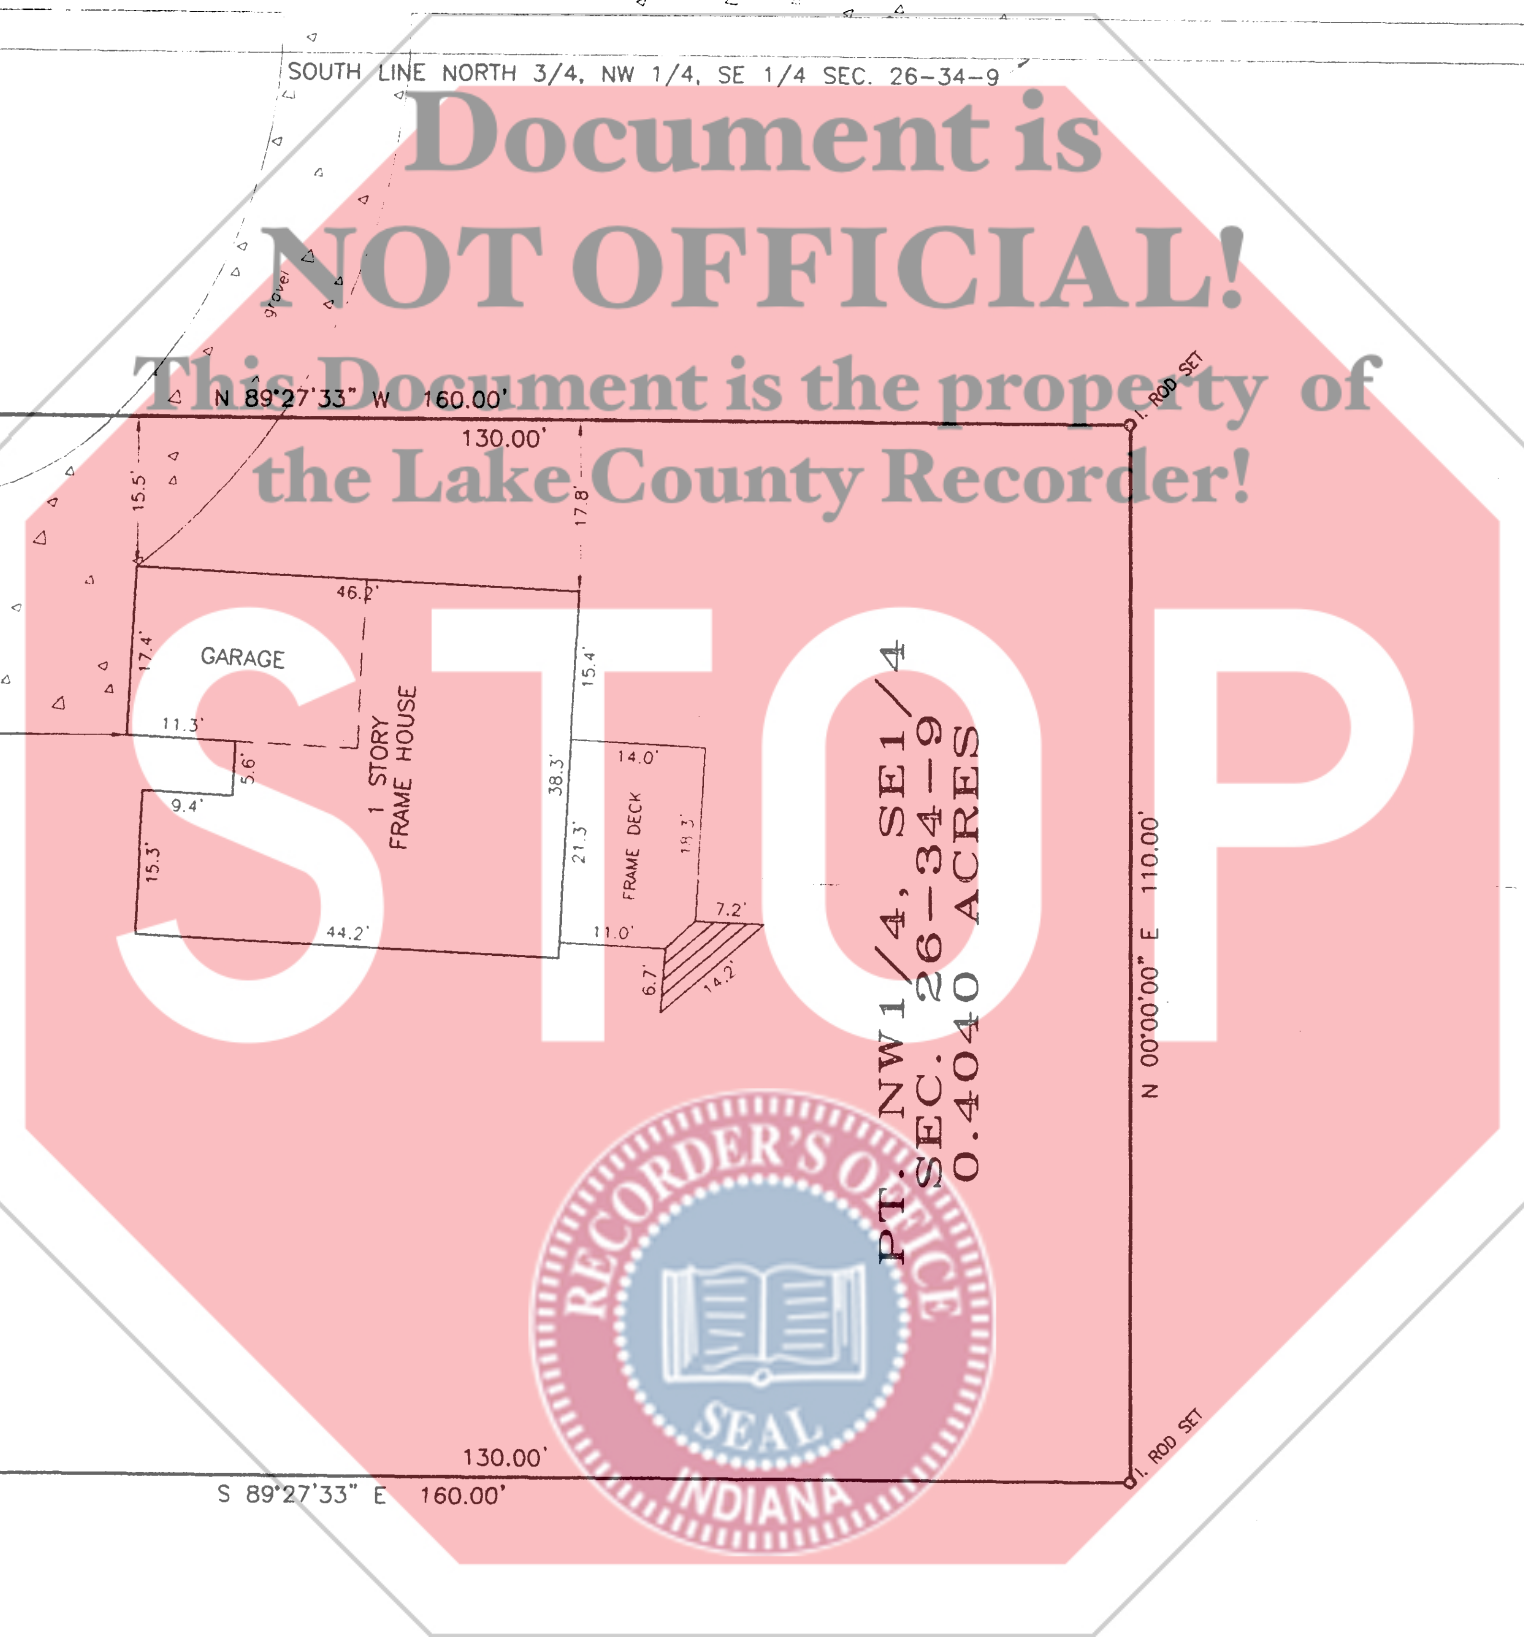 SOUTH LINE NORTH 3/4, NW 1/4, SE 1/4 SEC. 26-34-9
Document is
NOT OFFICIAL!
This Document is the property of
the Lake County Recorder!
gravel
N 89°27'33" W 160.00'
130.00'
I. ROD SET
15.5'
17.8'
46.2'
17.4'
GARAGE
15.4'
11.3'
5.6'
9.4'
1 STORY
FRAME HOUSE
38.3'
14.0'
FRAME DECK
18.3'
21.3'
15.3'
44.2'
11.0'
7.2'
6.7'
14.2'
STOP
PT. NW1/4, SE1/4
SEC. 26-34-9
0.4040 ACRES
N 00°00'00" E 110.00'
RECORDER'S OFFICE
SEAL
INDIANA
I. ROD SET
130.00'
S 89°27'33" E 160.00'